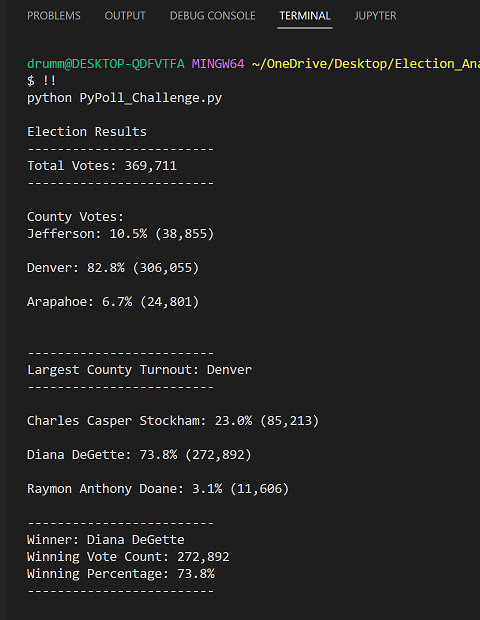 PROBLEMS OUTPUT DEBUG CONSOLE TERMINAL JUPYTER
drumm@DESKTOP-QDFVTFA MINGW64 ~/OneDrive/Desktop/Election_Ana
$ !!
python PyPoll_Challenge.py
Election Results
-------------------------
Total Votes: 369,711
-------------------------
County Votes:
Jefferson: 10.5% (38,855)
Denver: 82.8% (306,055)
Arapahoe: 6.7% (24,801)
-------------------------
Largest County Turnout: Denver
-------------------------
Charles Casper Stockham: 23.0% (85,213)
Diana DeGette: 73.8% (272,892)
Raymon Anthony Doane: 3.1% (11,606)
-------------------------
Winner: Diana DeGette
Winning Vote Count: 272,892
Winning Percentage: 73.8%
-------------------------